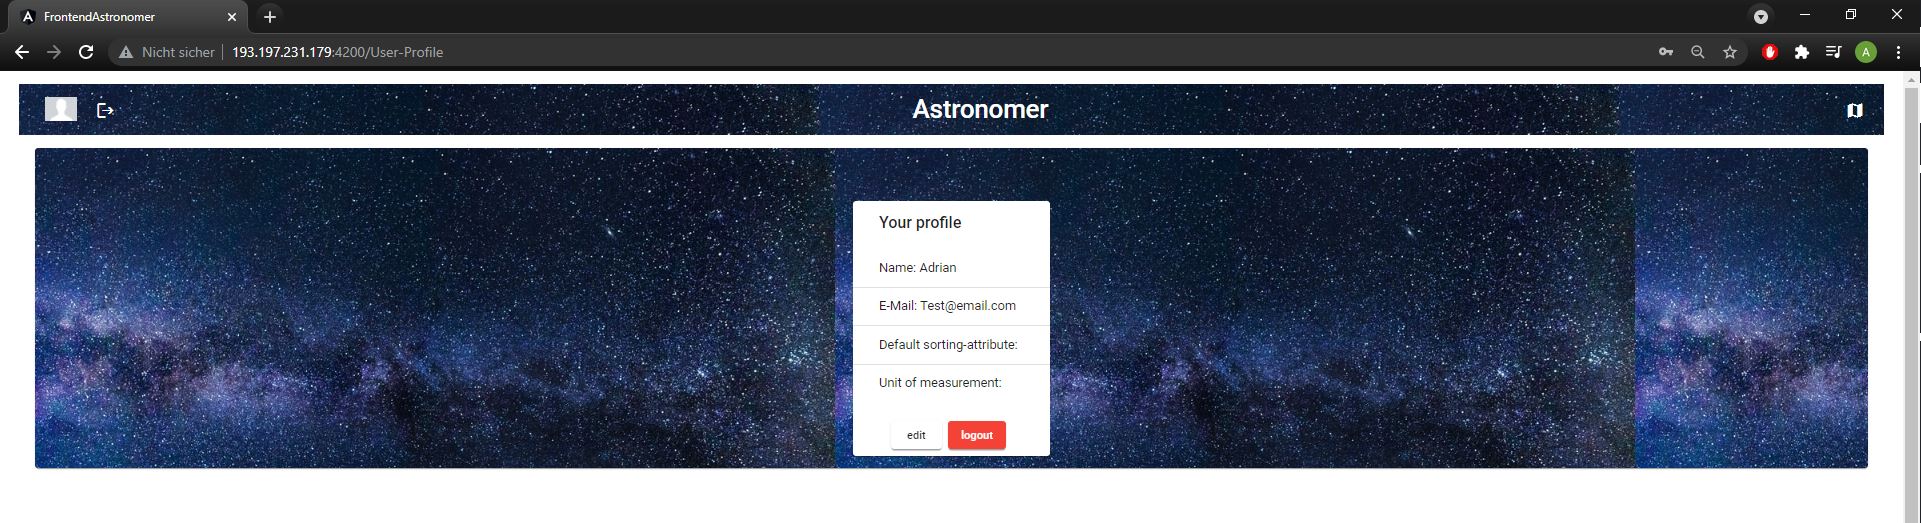 FrontendAstronomer
Nicht sicher 193.197.231.179:4200/User-Profile
A
Astronomer
Your profile
Name: Adrian
E-Mail: Test@email.com
Default sorting-attribute:
Unit of measurement:
edit logout